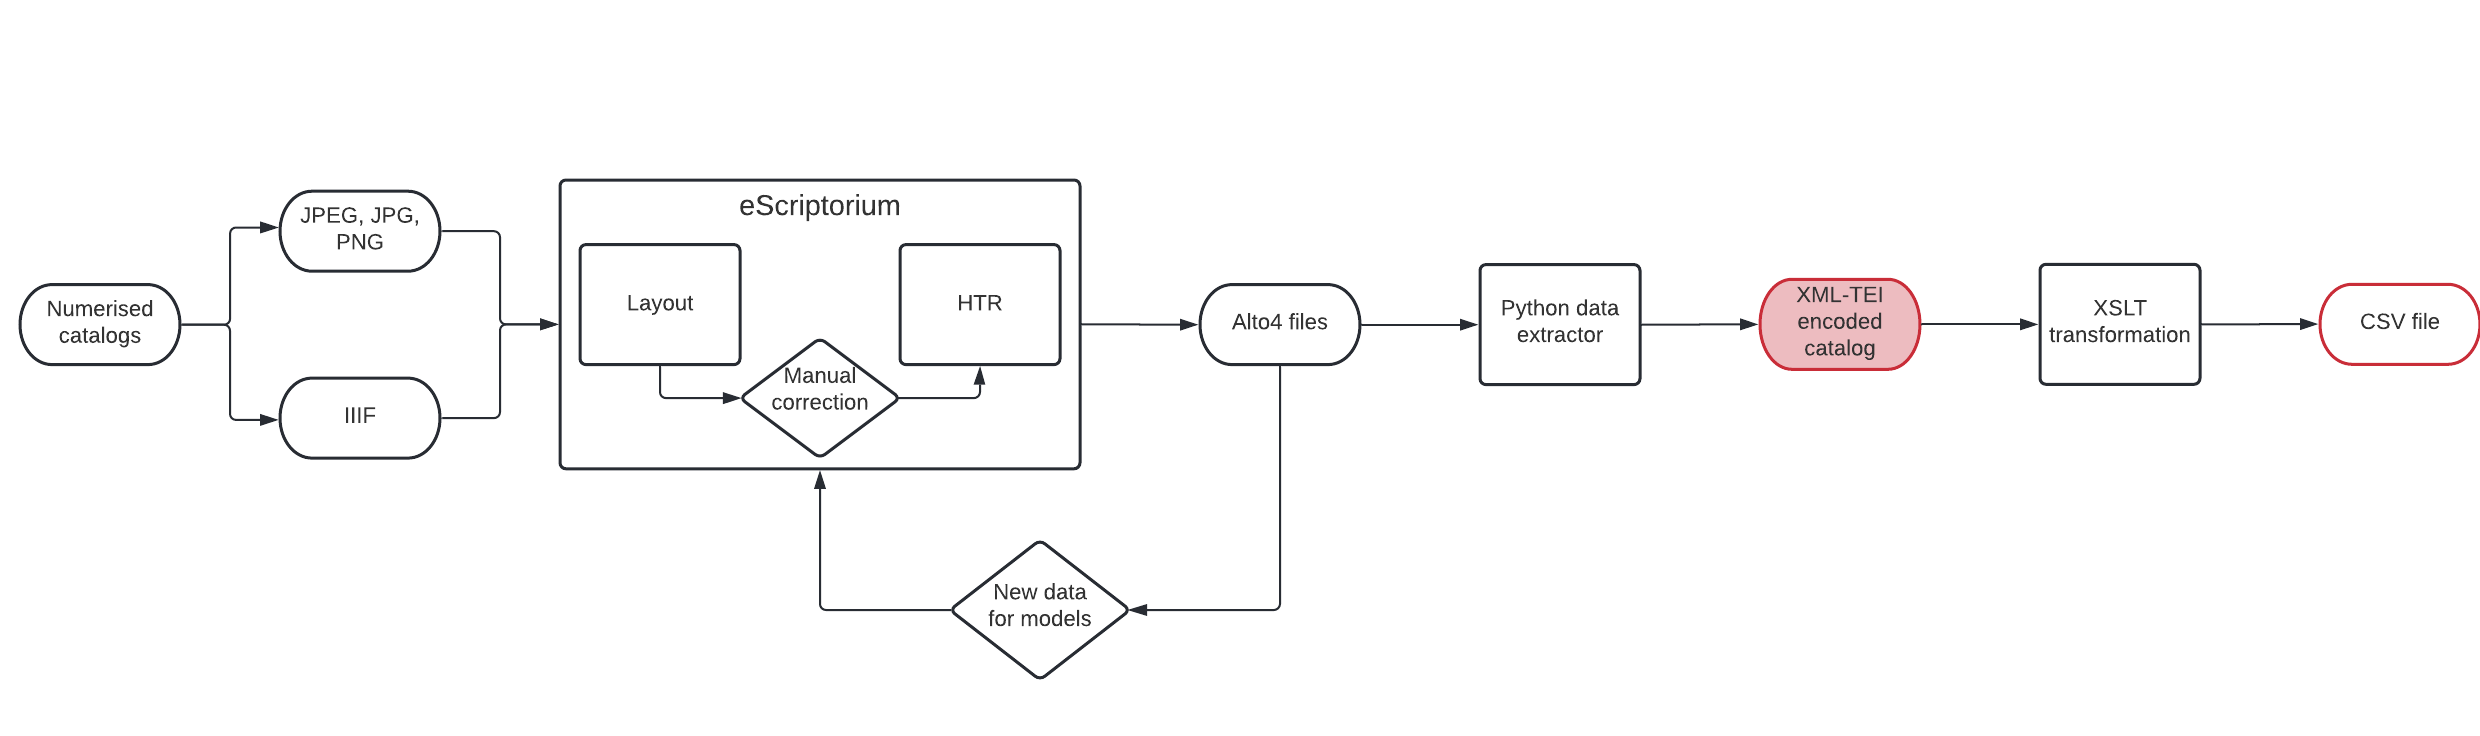 Numerised
catalogs
JPEG, JPG,
PNG
IIIF
eScriptorium
Layout
Manual
correction
HTR
New data
for models
Alto4 files
Python data
extractor
XML-TEI
encoded
catalog
XSLT
transformation
CSV file